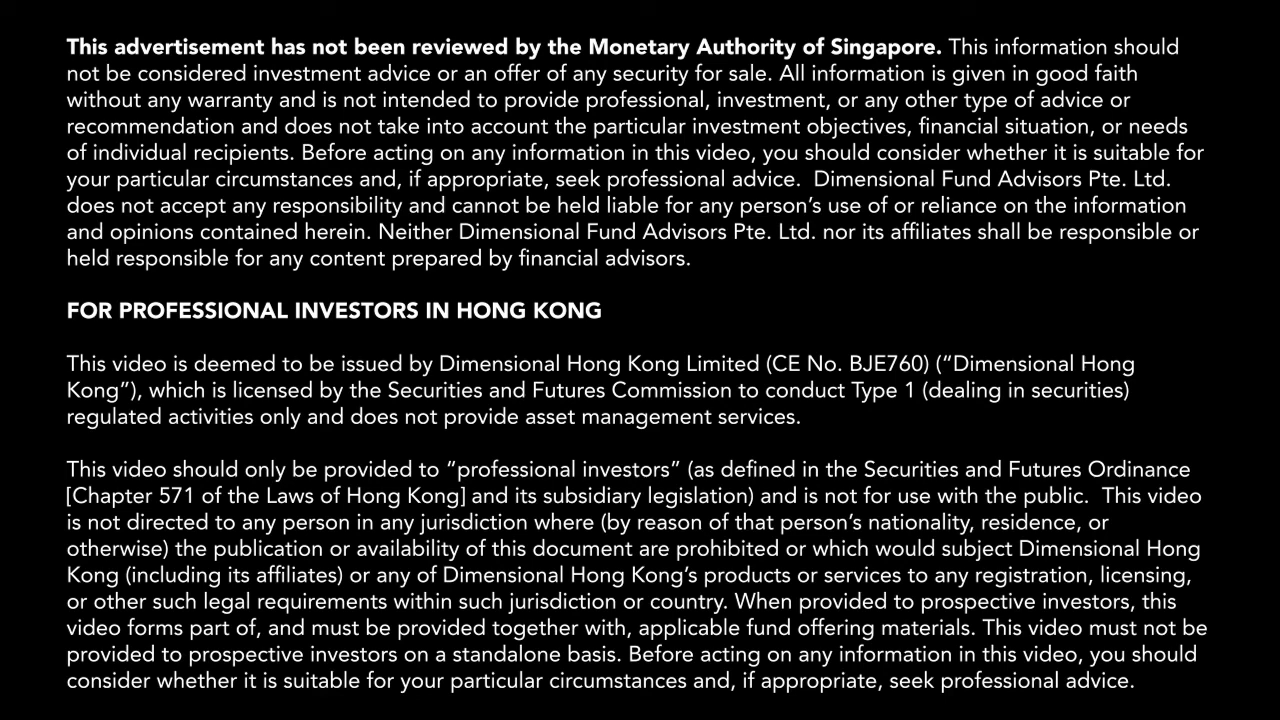 This advertisement has not been reviewed by the Monetary Authority of Singapore. This information should
not be considered investment advice or an offer of any security for sale. All information is given in good faith
without any warranty and is not intended to provide professional, investment, or any other type of advice or
recommendation and does not take into account the particular investment objectives, financial situation, or needs
of individual recipients. Before acting on any information in this video, you should consider whether it is suitable for
your particular circumstances and, if appropriate, seek professional advice.  Dimensional Fund Advisors Pte. Ltd.
does not accept any responsibility and cannot be held liable for any person’s use of or reliance on the information
and opinions contained herein. Neither Dimensional Fund Advisors Pte. Ltd. nor its affiliates shall be responsible or
held responsible for any content prepared by financial advisors.
FOR PROFESSIONAL INVESTORS IN HONG KONG
This video is deemed to be issued by Dimensional Hong Kong Limited (CE No. BJE760) (“Dimensional Hong
Kong”), which is licensed by the Securities and Futures Commission to conduct Type 1 (dealing in securities)
regulated activities only and does not provide asset management services.
This video should only be provided to “professional investors” (as defined in the Securities and Futures Ordinance
[Chapter 571 of the Laws of Hong Kong] and its subsidiary legislation) and is not for use with the public.  This video
is not directed to any person in any jurisdiction where (by reason of that person’s nationality, residence, or
otherwise) the publication or availability of this document are prohibited or which would subject Dimensional Hong
Kong (including its affiliates) or any of Dimensional Hong Kong’s products or services to any registration, licensing,
or other such legal requirements within such jurisdiction or country. When provided to prospective investors, this
video forms part of, and must be provided together with, applicable fund offering materials. This video must not be
provided to prospective investors on a standalone basis. Before acting on any information in this video, you should
consider whether it is suitable for your particular circumstances and, if appropriate, seek professional advice.